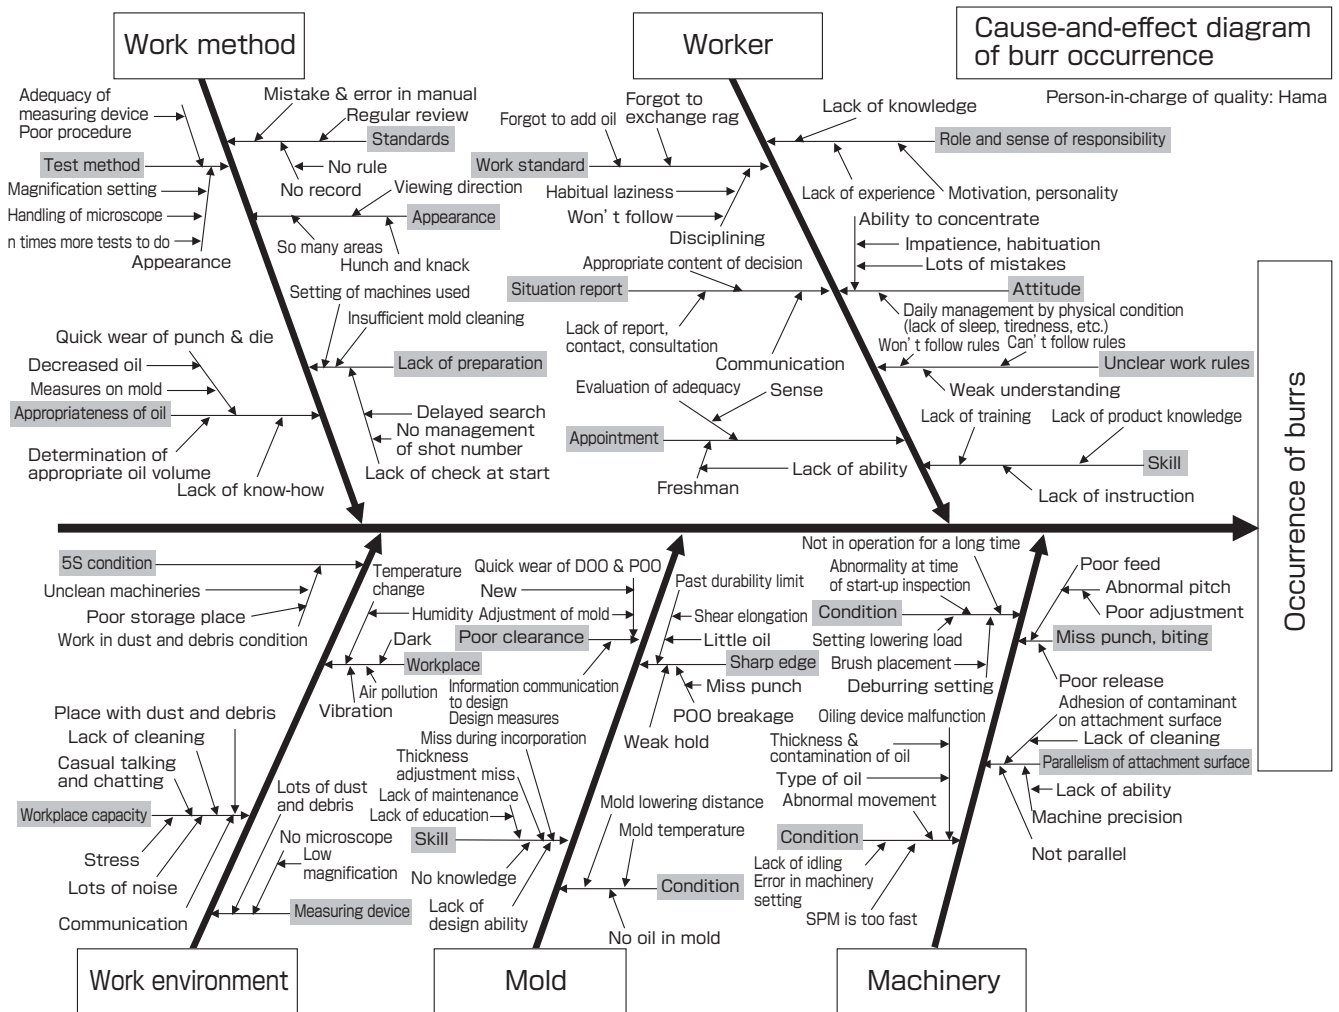 Work method
Worker
Cause-and-effect diagram
of burr occurrence
Person-in-charge of quality: Hama
Adequacy of
measuring device
Poor procedure
Test method
Magnification setting
Handling of microscope
n times more tests to do
Appearance
Mistake & error in manual
Regular review
Standards
No rule
No record
Viewing direction
Appearance
So many areas
Hunch and knack
Setting of machines used
Insufficient mold cleaning
Lack of preparation
Delayed search
No management
of shot number
Lack of check at start
Quick wear of punch & die
Decreased oil
Measures on mold
Appropriateness of oil
Determination of
appropriate oil volume
Lack of know-how
Forgot to add oil
Forgot to
exchange rag
Work standard
Habitual laziness
Won't follow
Disciplining
Appropriate content of decision
Situation report
Lack of report,
contact, consultation
Communication
Evaluation of adequacy
Sense
Appointment
Lack of ability
Freshman
Lack of knowledge
Role and sense of responsibility
Lack of experience
Motivation, personality
Ability to concentrate
Impatience, habituation
Lots of mistakes
Attitude
Daily management by physical condition
(lack of sleep, tiredness, etc.)
Won't follow rules
Can't follow rules
Unclear work rules
Weak understanding
Lack of training
Lack of product knowledge
Skill
Lack of instruction
Occurrence of burrs
5S condition
Unclean machineries
Poor storage place
Work in dust and debris condition
Temperature
change
Humidity
Dark
Workplace
Air pollution
Vibration
Place with dust and debris
Lack of cleaning
Casual talking
and chatting
Workplace capacity
Stress
Lots of noise
Communication
Lots of dust
and debris
No microscope
Low
magnification
Measuring device
Work environment
Quick wear of DOO & POO
New
Adjustment of mold
Poor clearance
Information communication
to design
Design measures
Miss during incorporation
Thickness
adjustment miss
Lack of maintenance
Lack of education
Skill
No knowledge
Lack of
design ability
Past durability limit
Shear elongation
Little oil
Sharp edge
Miss punch
POO breakage
Weak hold
Mold lowering distance
Mold temperature
Condition
No oil in mold
Mold
Not in operation for a long time
Abnormality at time
of start-up inspection
Condition
Setting lowering load
Brush placement
Deburring setting
Oiling device malfunction
Thickness &
contamination of oil
Type of oil
Abnormal movement
Condition
Lack of idling
Error in machinery
setting
SPM is too fast
Poor feed
Abnormal pitch
Poor adjustment
Miss punch, biting
Poor release
Adhesion of contaminant
on attachment surface
Lack of cleaning
Parallelism of attachment surface
Lack of ability
Machine precision
Not parallel
Machinery